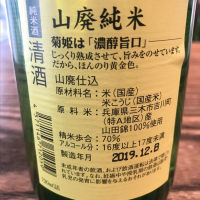 純米酒
清酒
山廃純米
菊姫は「濃醇旨口」
じっくり熟成させて、旨みをのせています。
だから、ほんのり黄金色。
山廃仕込
原材料名：米（国産）
米こうじ（国産米）
原料米：兵庫県三木市吉川町
（特A地区）産
山田錦100%使用
精米歩合：70%
アルコール分：16度以上17度未満
製造年月 2019.12.B